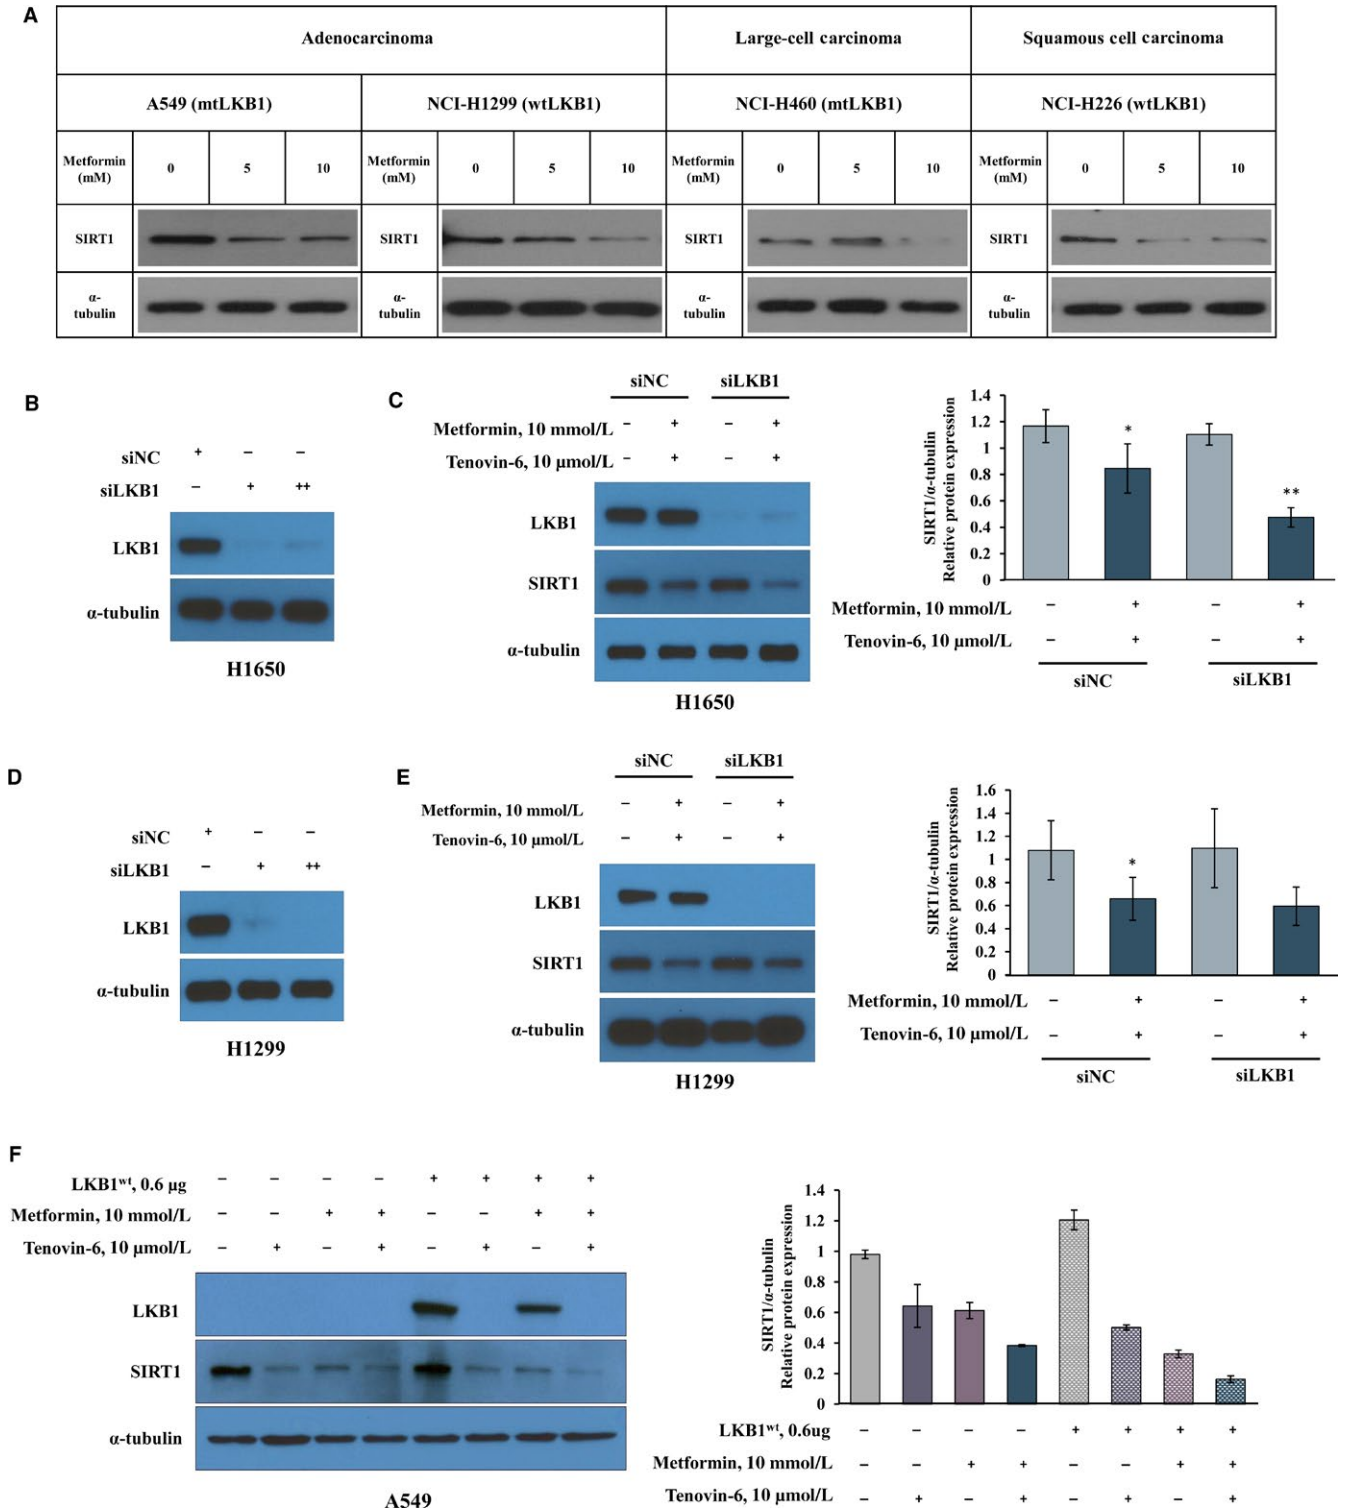 A
Adenocarcinoma Large-cell carcinoma Squamous cell carcinoma
A549 (mtLKB1) NCI-H1299 (wtLKB1) NCI-H460 (mtLKB1) NCI-H226 (wtLKB1)
Metformin (mM) 0 5 10 Metformin (mM) 0 5 10 Metformin (mM) 0 5 10 Metformin (mM) 0 5 10
SIRT1 SIRT1 SIRT1 SIRT1
α-tubulin α-tubulin α-tubulin α-tubulin
B
siNC + – –
siLKB1 – + ++
LKB1
α-tubulin
H1650
C
siNC siLKB1
Metformin, 10 mmol/L – + – +
Tenovin-6, 10 µmol/L – + – +
LKB1
SIRT1
α-tubulin
H1650
SIRT1/α-tubulin
Relative protein expression
1.4
1.2
1
0.8
0.6
0.4
0.2
0
*
**
Metformin, 10 mmol/L – + – +
Tenovin-6, 10 µmol/L – + – +
siNC siLKB1
D
siNC + – –
siLKB1 – + ++
LKB1
α-tubulin
H1299
E
siNC siLKB1
Metformin, 10 mmol/L – + – +
Tenovin-6, 10 µmol/L – + – +
LKB1
SIRT1
α-tubulin
H1299
SIRT1/α-tubulin
Relative protein expression
1.6
1.4
1.2
1
0.8
0.6
0.4
0.2
0
*
Metformin, 10 mmol/L – + – +
Tenovin-6, 10 µmol/L – + – +
siNC siLKB1
F
LKB1wt, 0.6 µg – – – – + + + +
Metformin, 10 mmol/L – – + + – – + +
Tenovin-6, 10 µmol/L – + – + – + – +
LKB1
SIRT1
α-tubulin
A549
SIRT1/α-tubulin
Relative protein expression
1.4
1.2
1
0.8
0.6
0.4
0.2
0
LKB1wt, 0.6ug – – – – + + + +
Metformin, 10 mmol/L – – + + – – + +
Tenovin-6, 10 µmol/L – + – + – + – +